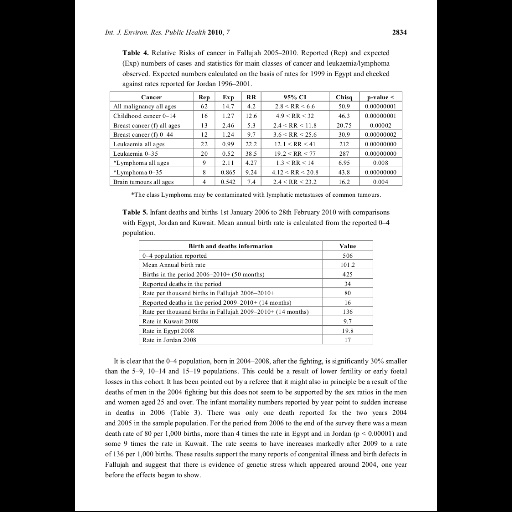 Int. J. Environ. Res. Public Health 2010, 7 2834
Table 4. Relative Risks of cancer in Fallujah 2005–2010. Reported (Rep) and expected
(Exp) numbers of cases and statistics for main classes of cancer and leukaemia/lymphoma
observed. Expected numbers calculated on the basis of rates for 1999 in Egypt and checked
against rates reported for Jordan 1996–2001.
Cancer Rep Exp RR 95% CI Chisq p-value <
All malignancy all ages 62 14.7 4.2 2.8 < RR < 6.6 50.9 0.00000001
Childhood cancer 0–14 16 1.27 12.6 4.9 < RR < 32 46.3 0.00000001
Breast cancer (f) all ages 13 2.46 5.3 2.4 < RR < 11.8 20.75 0.00002
Breast cancer (f) 0–44 12 1.24 9.7 3.6 < RR < 25.6 30.9 0.00000002
Leukaemia all ages 22 0.99 22.2 12.1 < RR < 41 212 0.0000000
Leukaemia 0–35 20 0.52 38.5 19.2 < RR < 77 287 0.0000000
*Lymphoma all ages 9 2.11 4.27 1.3 < RR < 14 6.95 0.008
*Lymphoma 0–35 8 0.865 9.24 4.12 < RR < 20.8 43.8 0.0000000
Brain tumours all ages 4 0.542 7.4 2.4 < RR < 23.2 16.2 0.004
*The class Lymphoma may be contaminated with lymphatic metastases of common tumours.
Table 5. Infant deaths and births 1st January 2006 to 28th February 2010 with comparisons
with Egypt, Jordan and Kuwait. Mean annual birth rate is calculated from the reported 0–4
population.
Birth and deaths information Value
0–4 population reported 506
Mean Annual birth rate 101.2
Births in the period 2006–2010+ (50 months) 425
Reported deaths in the period 34
Rate per thousand births in Fallujah 2006–2010+ 80
Reported deaths in the period 2009–2010+ (14 months) 16
Rate per thousand births in Fallujah 2009–2010+ (14 months) 136
Rate in Kuwait 2008 9.7
Rate in Egypt 2008 19.8
Rate in Jordan 2008 17
It is clear that the 0–4 population, born in 2004–2008, after the fighting, is significantly 30% smaller
than the 5–9, 10–14 and 15–19 populations. This could be a result of lower fertility or early foetal
losses in this cohort. It has been pointed out by a referee that it might also in principle be a result of the
deaths of men in the 2004 fighting but this does not seem to be supported by the sex ratios in the men
and women aged 25 and over. The infant mortality numbers reported by year point to sudden increase
in deaths in 2006 (Table 3). There was only one death reported for the two years 2004
and 2005 in the sample population. For the period from 2006 to the end of the survey there was a mean
death rate of 80 per 1,000 births, more than 4 times the rate in Egypt and in Jordan (p < 0.00001) and
some 9 times the rate in Kuwait. The rate seems to have increases markedly after 2009 to a rate
of 136 per 1,000 births. These results support the many reports of congenital illness and birth defects in
Fallujah and suggest that there is evidence of genetic stress which appeared around 2004, one year
before the effects began to show.